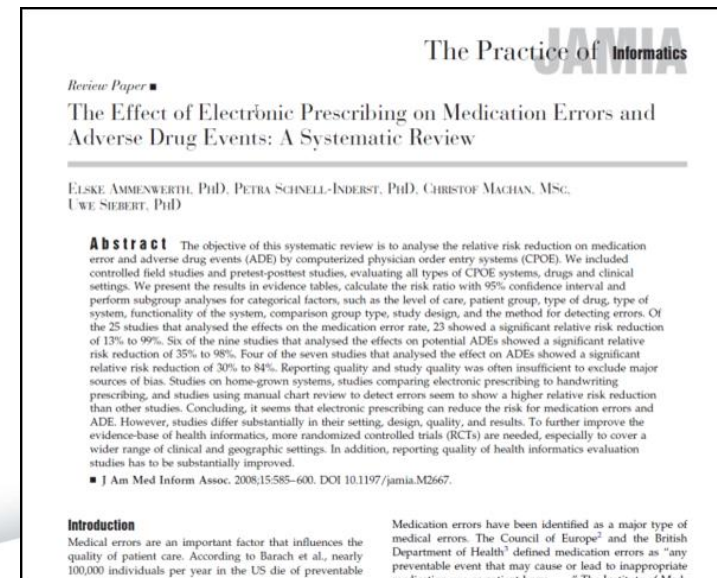 JAMIA
The Practice of Informatics
Review Paper ■
The Effect of Electronic Prescribing on Medication Errors and
Adverse Drug Events: A Systematic Review
ELSKE AMMENWERTH, PHD, PETRA SCHNELL-INDERST, PHD, CHRISTOF MACHAN, MSC,
UWE SIEBERT, PHD
Abstract The objective of this systematic review is to analyse the relative risk reduction on medication
error and adverse drug events (ADE) by computerized physician order entry systems (CPOE). We included
controlled field studies and pretest-posttest studies, evaluating all types of CPOE systems, drugs and clinical
settings. We present the results in evidence tables, calculate the risk ratio with 95% confidence interval and
perform subgroup analyses for categorical factors, such as the level of care, patient group, type of drug, type of
system, functionality of the system, comparison group type, study design, and the method for detecting errors. Of
the 25 studies that analysed the effects on the medication error rate, 23 showed a significant relative risk reduction
of 13% to 99%. Six of the nine studies that analysed the effects on potential ADEs showed a significant relative
risk reduction of 35% to 98%. Four of the seven studies that analysed the effect on ADEs showed a significant
relative risk reduction of 30% to 84%. Reporting quality and study quality was often insufficient to exclude major
sources of bias. Studies on home-grown systems, studies comparing electronic prescribing to handwriting
prescribing, and studies using manual chart review to detect errors seem to show a higher relative risk reduction
than other studies. Concluding, it seems that electronic prescribing can reduce the risk for medication errors and
ADE. However, studies differ substantially in their setting, design, quality, and results. To further improve the
evidence-base of health informatics, more randomized controlled trials (RCTs) are needed, especially to cover a
wider range of clinical and geographic settings. In addition, reporting quality of health informatics evaluation
studies has to be substantially improved.
■ J Am Med Inform Assoc. 2008;15:585–600. DOI 10.1197/jamia.M2667.
Introduction
Medical errors are an important factor that influences the
quality of patient care. According to Barach et al., nearly
100,000 individuals per year in the US die of preventable
Medication errors have been identified as a major type of
medical errors. The Council of Europe² and the British
Department of Health³ defined medication errors as “any
preventable event that may cause or lead to inappropriate